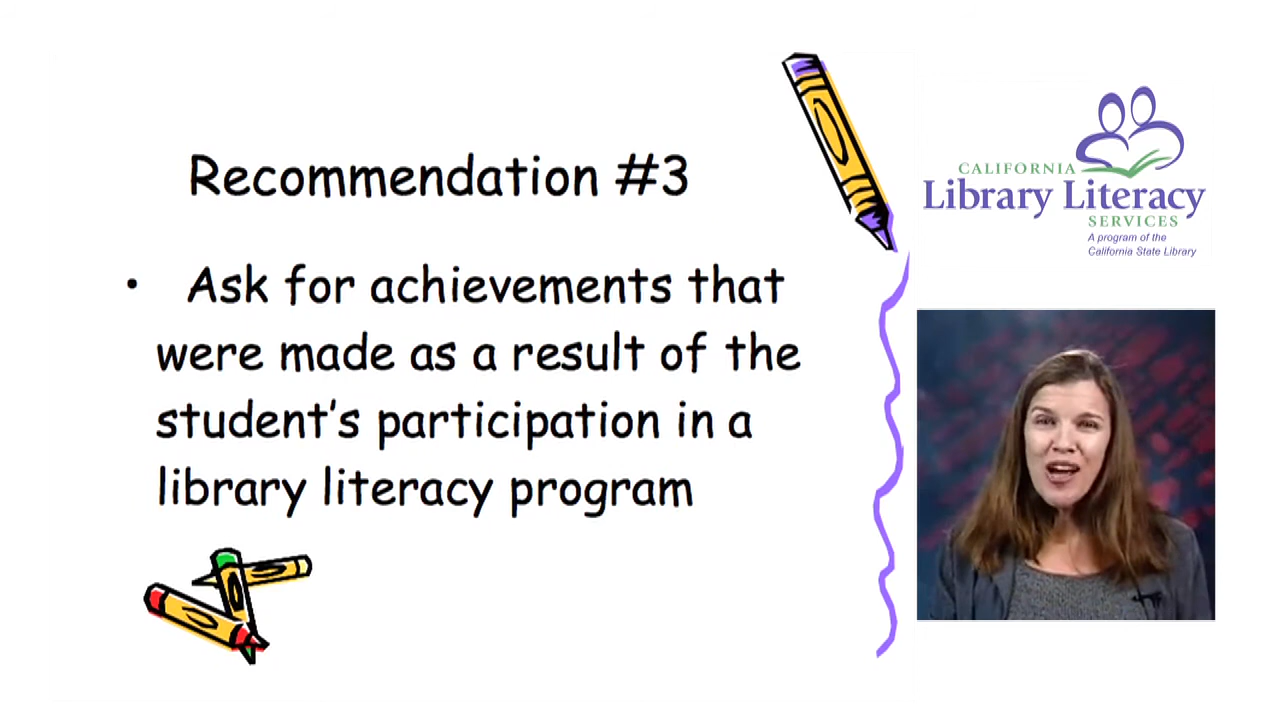 Recommendation #3
• Ask for achievements that
were made as a result of the
student's participation in a
library literacy program
CALIFORNIA
Library Literacy
SERVICES
A program of the
California State Library